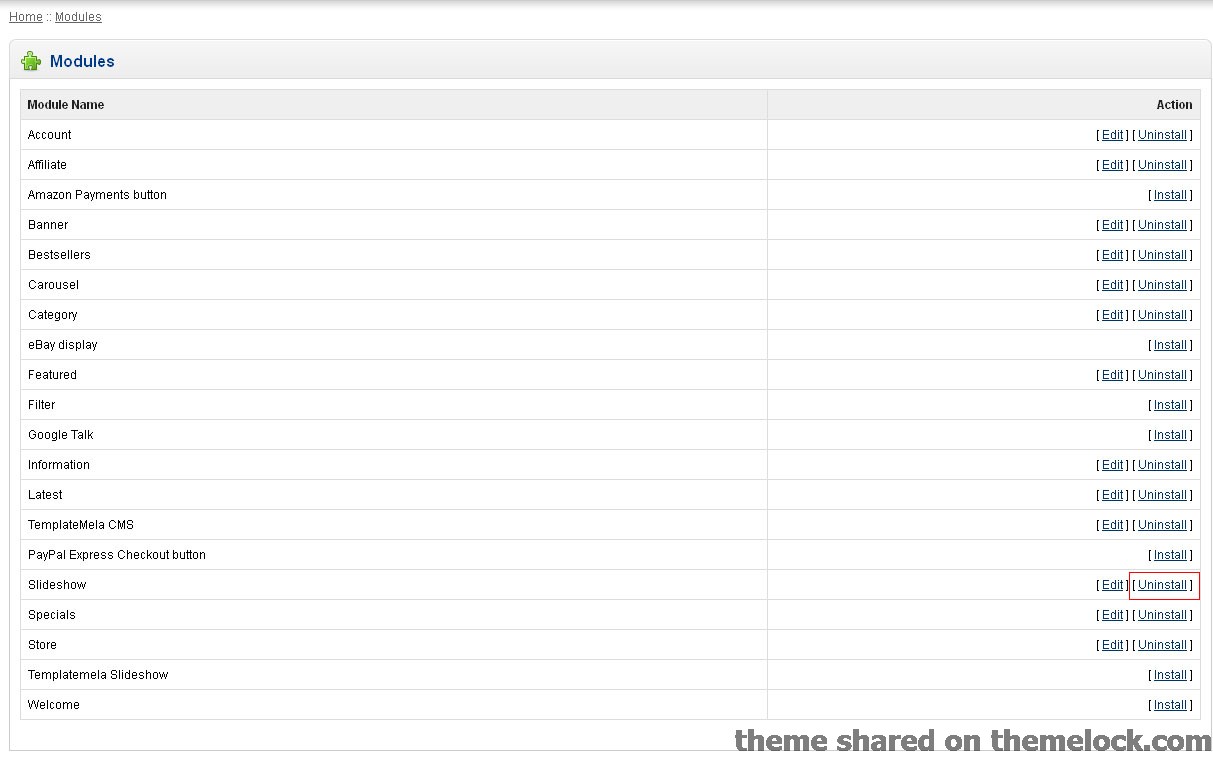 Home :: Modules
Modules
Module Name Action
Account [ Edit ] [ Uninstall ]
Affiliate [ Edit ] [ Uninstall ]
Amazon Payments button [ Install ]
Banner [ Edit ] [ Uninstall ]
Bestsellers [ Edit ] [ Uninstall ]
Carousel [ Edit ] [ Uninstall ]
Category [ Edit ] [ Uninstall ]
eBay display [ Install ]
Featured [ Edit ] [ Uninstall ]
Filter [ Install ]
Google Talk [ Install ]
Information [ Edit ] [ Uninstall ]
Latest [ Edit ] [ Uninstall ]
TemplateMela CMS [ Edit ] [ Uninstall ]
PayPal Express Checkout button [ Install ]
Slideshow [ Edit ] [ Uninstall ]
Specials [ Edit ] [ Uninstall ]
Store [ Edit ] [ Uninstall ]
Templatemela Slideshow [ Install ]
Welcome [ Install ]
theme shared on themelock.com